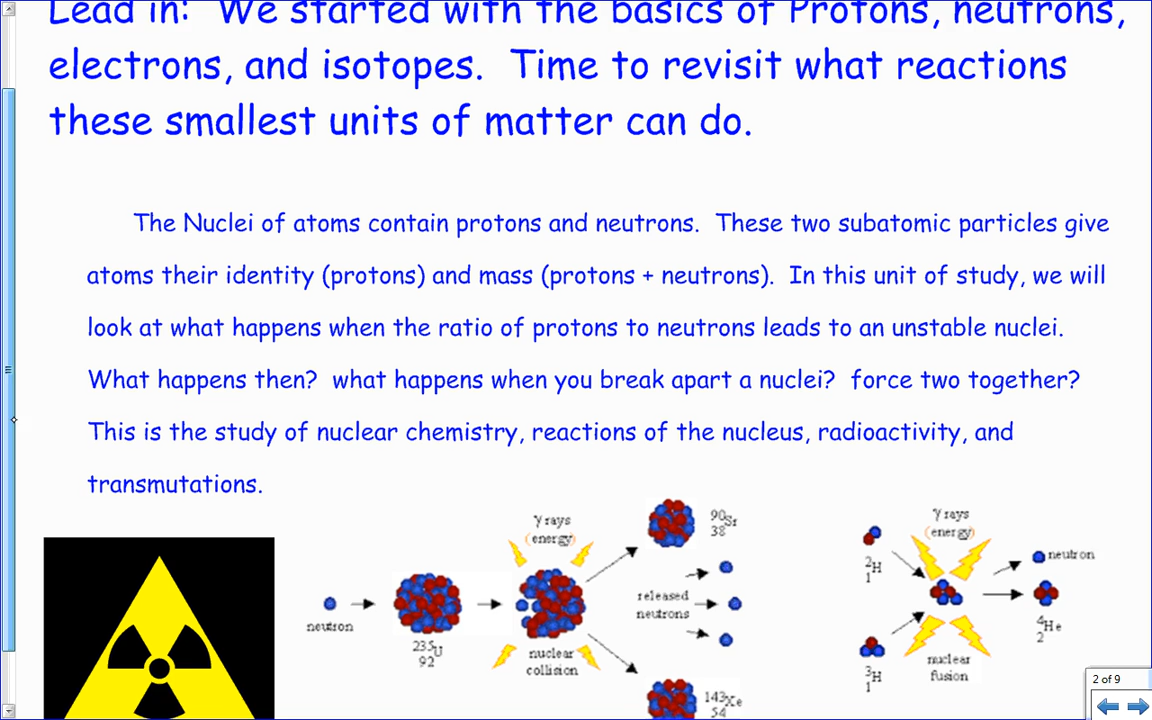 Lead in: We started with the basics of Protons, neutrons,
electrons, and isotopes. Time to revisit what reactions
these smallest units of matter can do.
The Nuclei of atoms contain protons and neutrons. These two subatomic particles give
atoms their identity (protons) and mass (protons + neutrons). In this unit of study, we will
look at what happens when the ratio of protons to neutrons leads to an unstable nuclei.
What happens then? what happens when you break apart a nuclei? force two together?
This is the study of nuclear chemistry, reactions of the nucleus, radioactivity, and
transmutations.
γ rays
(energy)
neutron
235
U
92
nuclear
collision
90
Sr
38
released
neutrons
143
Xe
54
γ rays
(energy)
2
H
1
3
H
1
nuclear
fusion
neutron
4
He
2
2 of 9